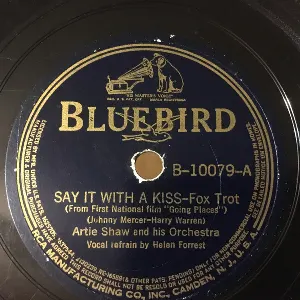 "HIS MASTER'S VOICE"
BLUEBIRD
B-10079-A
SAY IT WITH A KISS-Fox Trot
(From First National film "Going Places")
(Johnny Mercer-Harry Warren)
Artie Shaw and his Orchestra
Vocal refrain by Helen Forrest
RCA MANUFACTURING CO., INC., CAMDEN, N. J., U. S. A.